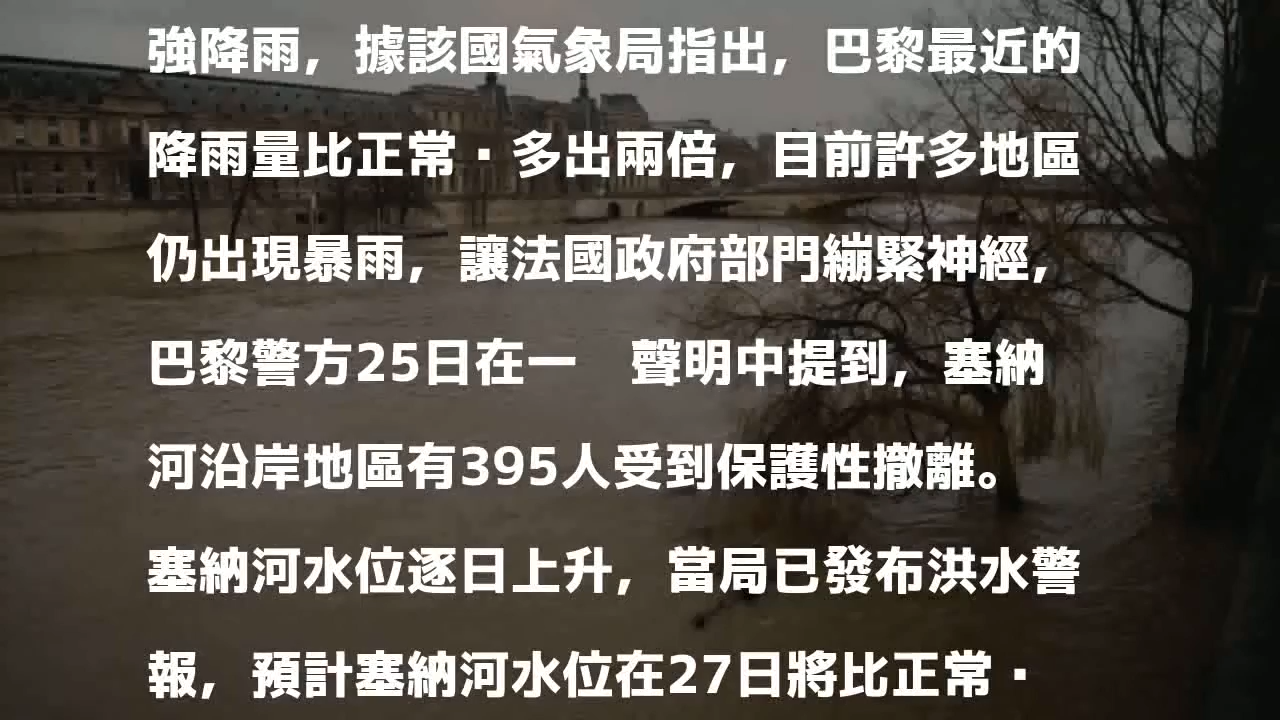 強降雨，據該國氣象局指出，巴黎最近的
降雨量比正常▪多出兩倍，目前許多地區
仍出現暴雨，讓法國政府部門繃緊神經，
巴黎警方25日在一　聲明中提到，塞納
河沿岸地區有395人受到保護性撤離。
塞納河水位逐日上升，當局已發布洪水警
報，預計塞納河水位在27日將比正常▪